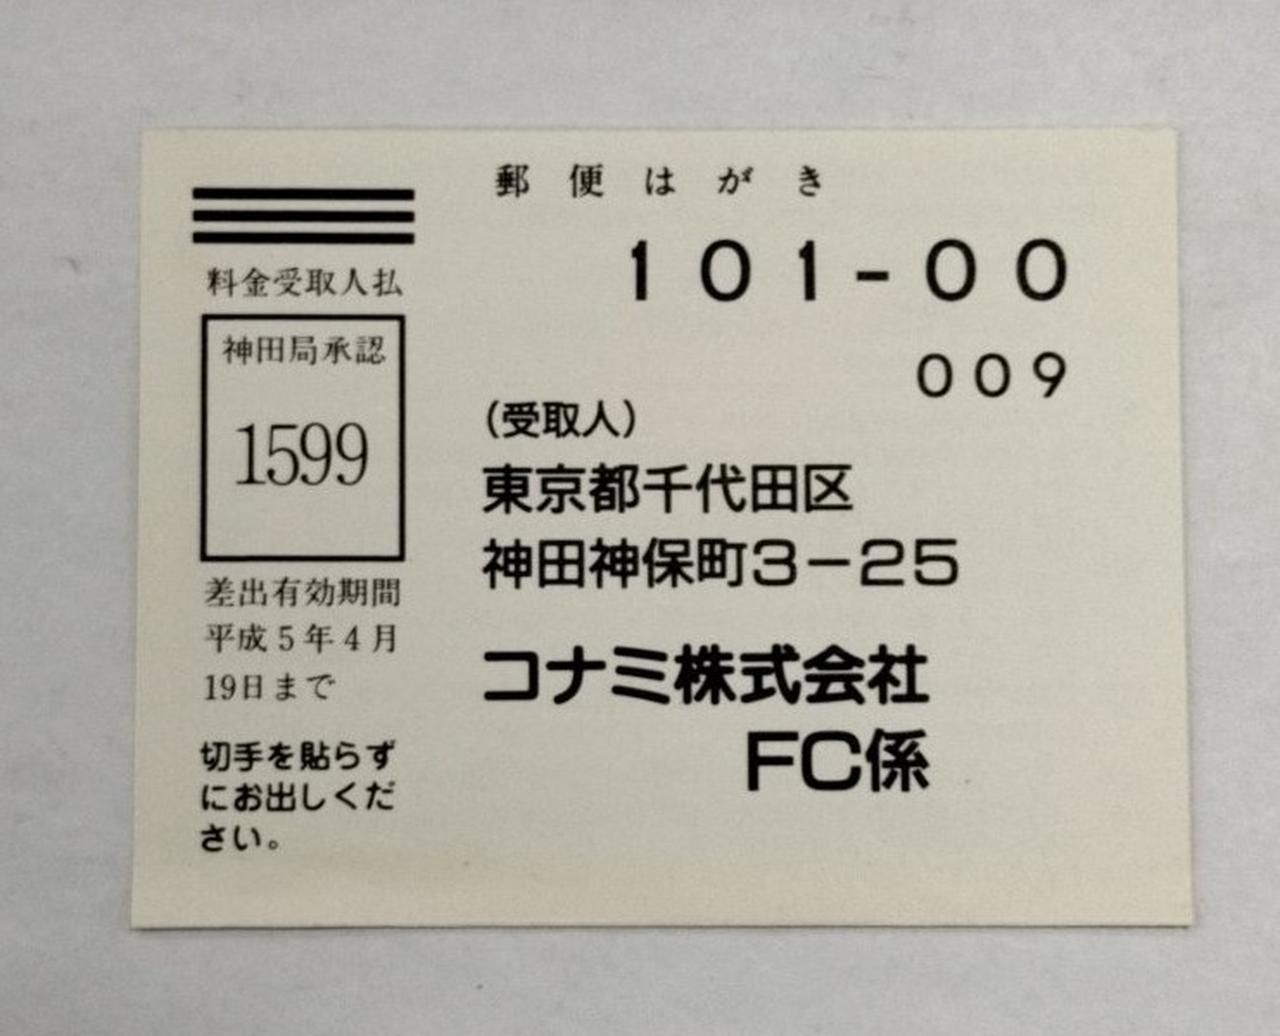 郵便はがき
101-00
009
料金受取人払
神田局承認
1599
差出有効期間
平成5年4月
19日まで
切手を貼らず
にお出しくだ
さい。
(受取人)
東京都千代田区
神田神保町3-25
コナミ株式会社
FC係